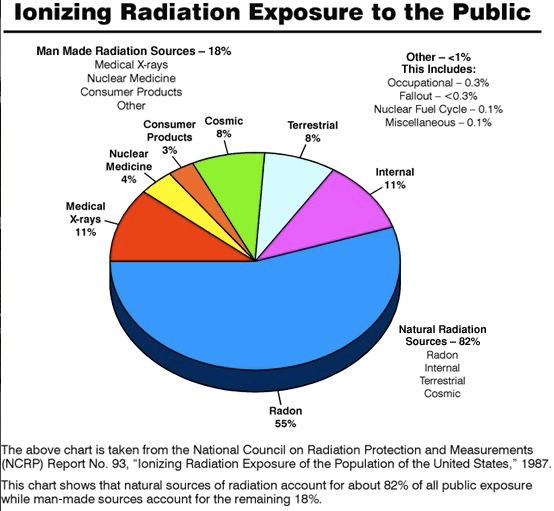 Ionizing Radiation Exposure to the Public
Man Made Radiation Sources – 18%
Medical X-rays
Nuclear Medicine
Consumer Products
Other
Other – <1%
This Includes:
Occupational – 0.3%
Fallout – <0.3%
Nuclear Fuel Cycle – 0.1%
Miscellaneous – 0.1%
Consumer
Products
3%
Cosmic
8%
Terrestrial
8%
Nuclear
Medicine
4%
Internal
11%
Medical
X-rays
11%
Natural Radiation
Sources – 82%
Radon
Internal
Terrestrial
Cosmic
Radon
55%
The above chart is taken from the National Council on Radiation Protection and Measurements
(NCRP) Report No. 93, “Ionizing Radiation Exposure of the Population of the United States,” 1987.
This chart shows that natural sources of radiation account for about 82% of all public exposure
while man-made sources account for the remaining 18%.